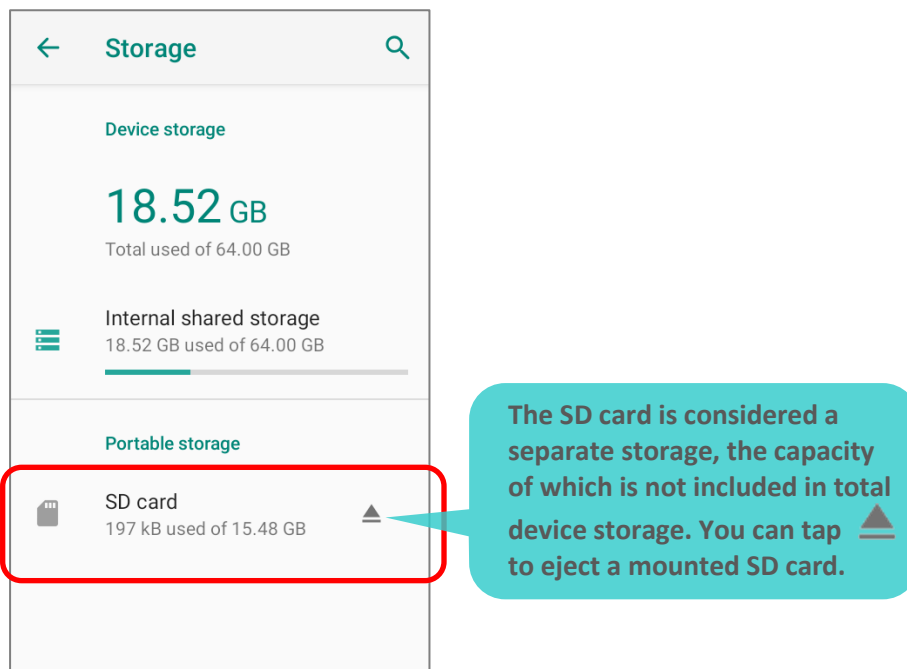 Storage
Device storage
18.52 GB
Total used of 64.00 GB
Internal shared storage
18.52 GB used of 64.00 GB
Portable storage
SD card
197 kB used of 15.48 GB
The SD card is considered a
separate storage, the capacity
of which is not included in total
device storage. You can tap
to eject a mounted SD card.